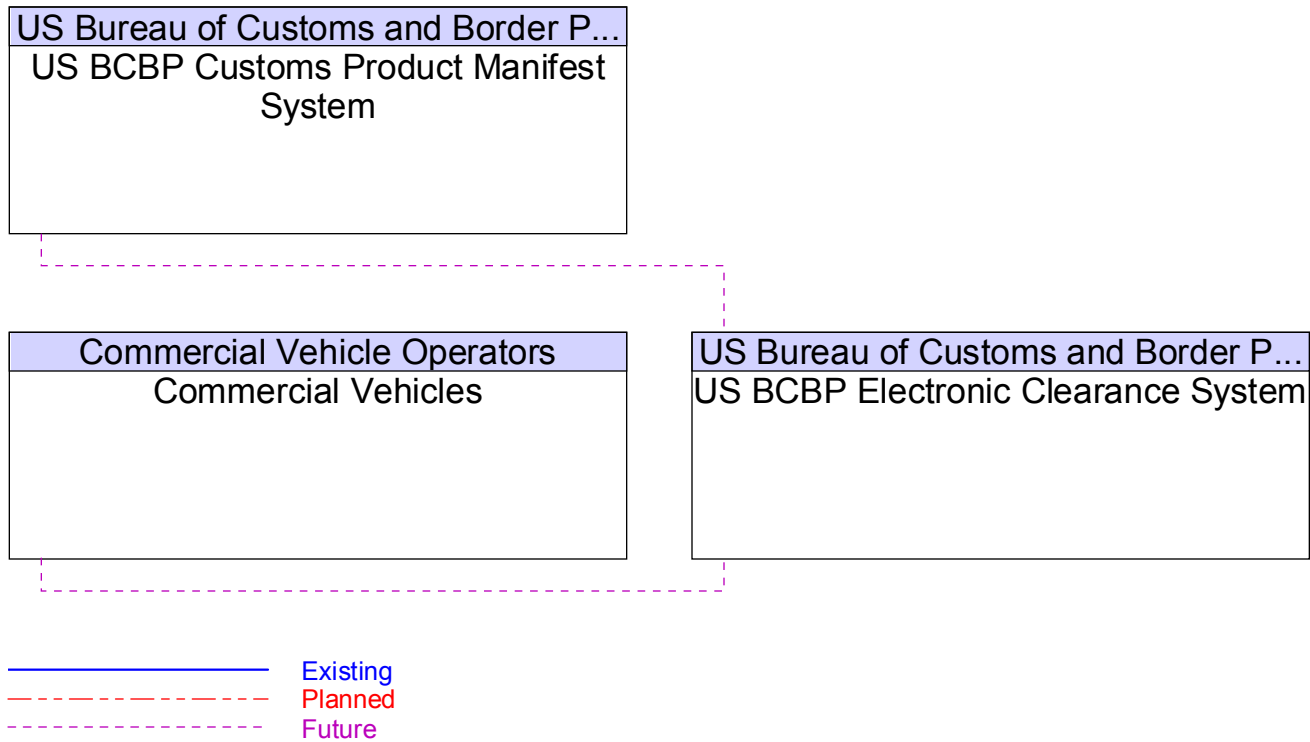 US Bureau of Customs and Border P...
US BCBP Customs Product Manifest
System
Commercial Vehicle Operators
Commercial Vehicles
US Bureau of Customs and Border P...
US BCBP Electronic Clearance System
Existing
Planned
Future